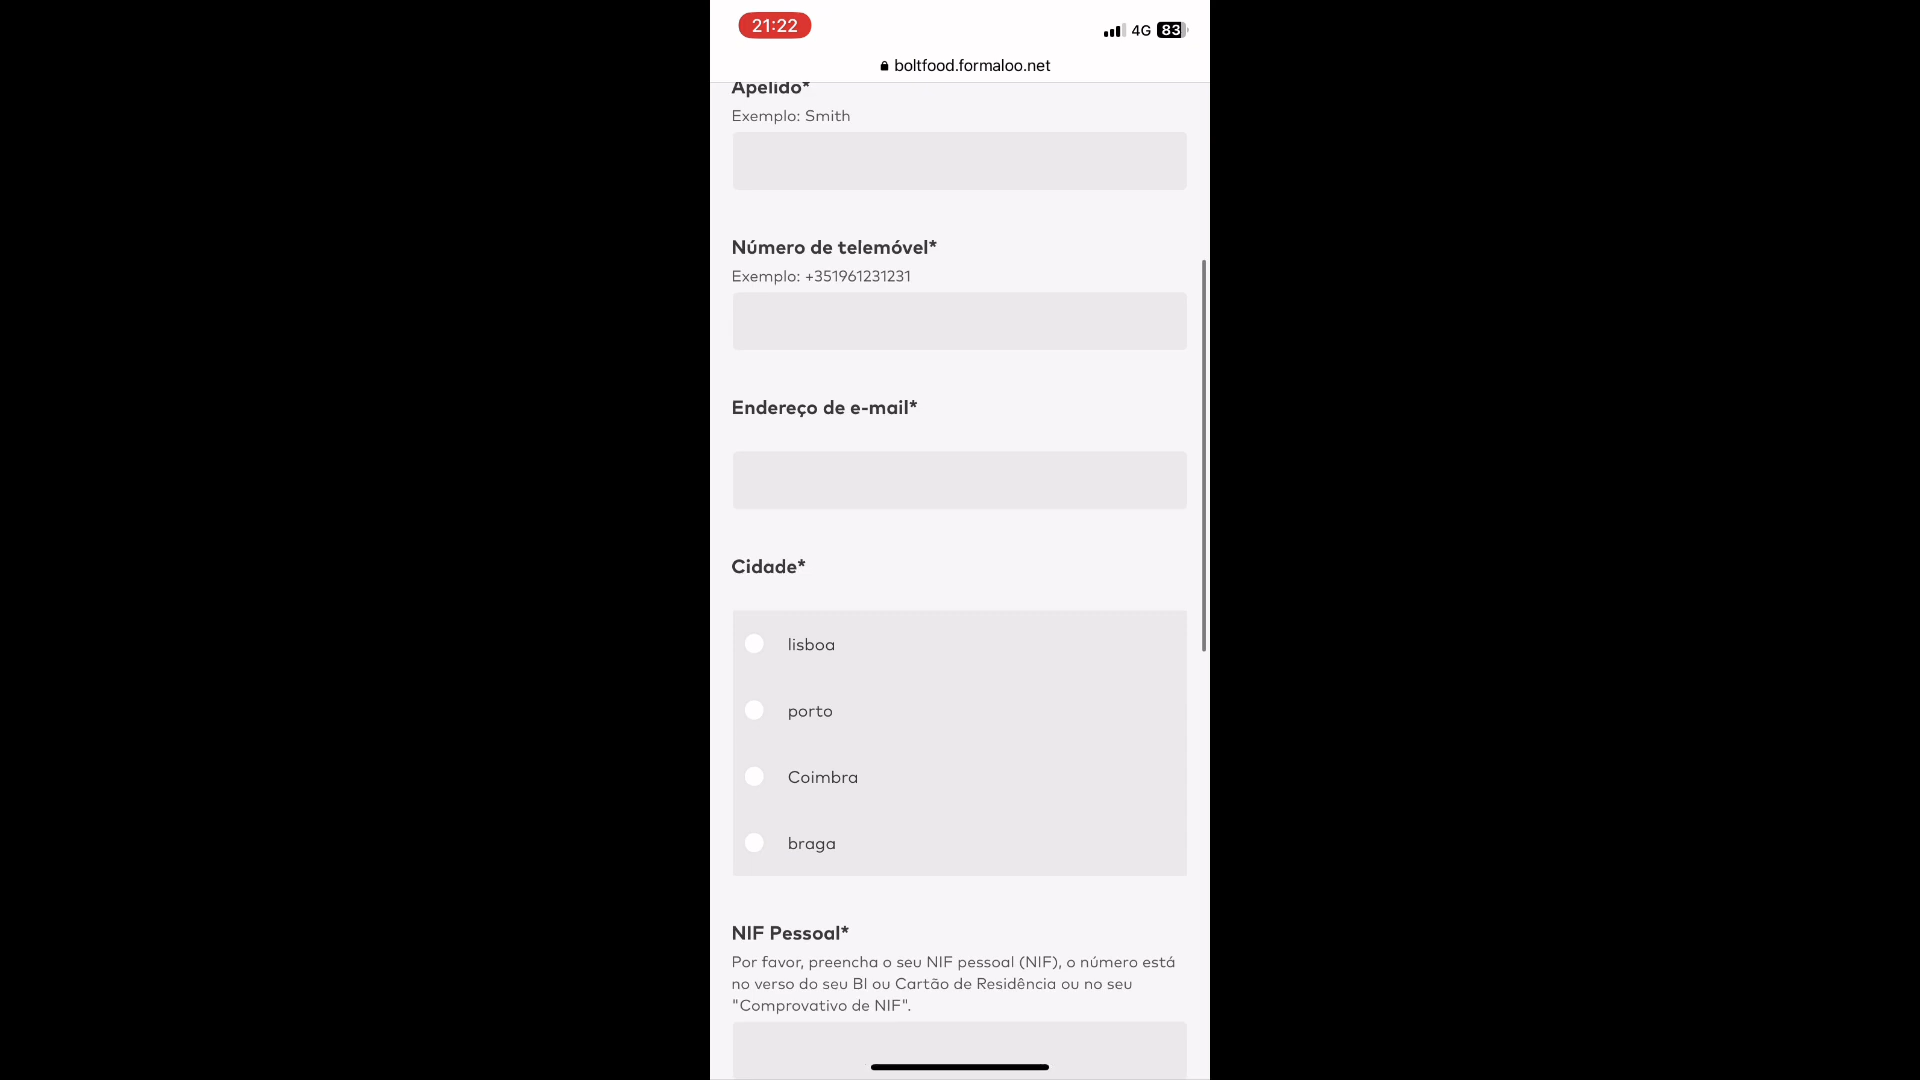 21:22
4G 83
boltfood.formaloo.net
Apelido*
Exemplo: Smith
Número de telemóvel*
Exemplo: +351961231231
Endereço de e-mail*
Cidade*
lisboa
porto
Coimbra
braga
NIF Pessoal*
Por favor, preencha o seu NIF pessoal (NIF), o número está
no verso do seu BI ou Cartão de Residência ou no seu
"Comprovativo de NIF".